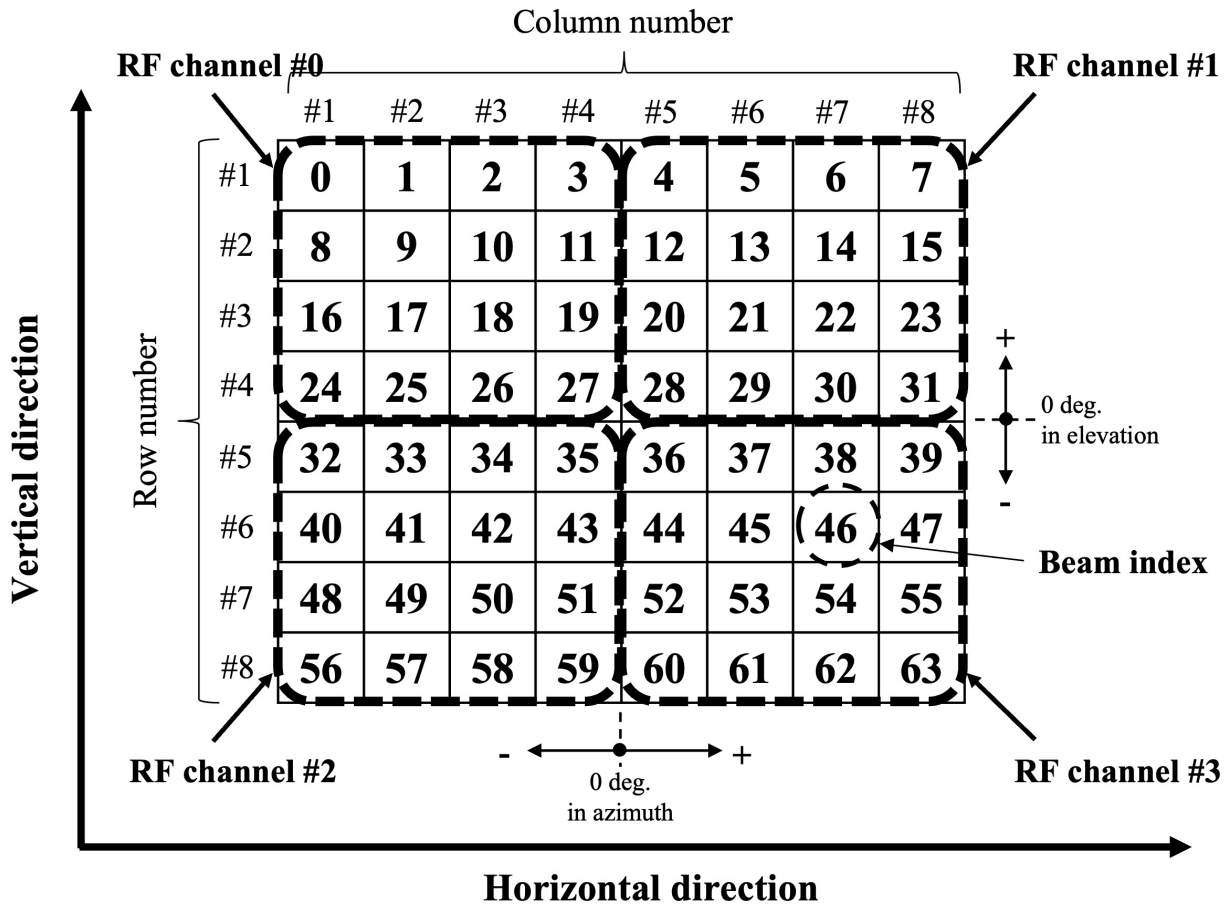 Column number
RF channel #0
RF channel #1
#1 #2 #3 #4 #5 #6 #7 #8
#1 0 1 2 3 4 5 6 7
#2 8 9 10 11 12 13 14 15
#3 16 17 18 19 20 21 22 23
#4 24 25 26 27 28 29 30 31
#5 32 33 34 35 36 37 38 39
#6 40 41 42 43 44 45 46 47
#7 48 49 50 51 52 53 54 55
#8 56 57 58 59 60 61 62 63
Vertical direction
Row number
+
0 deg.
in elevation
-
Beam index
- +
0 deg.
in azimuth
RF channel #2
RF channel #3
Horizontal direction